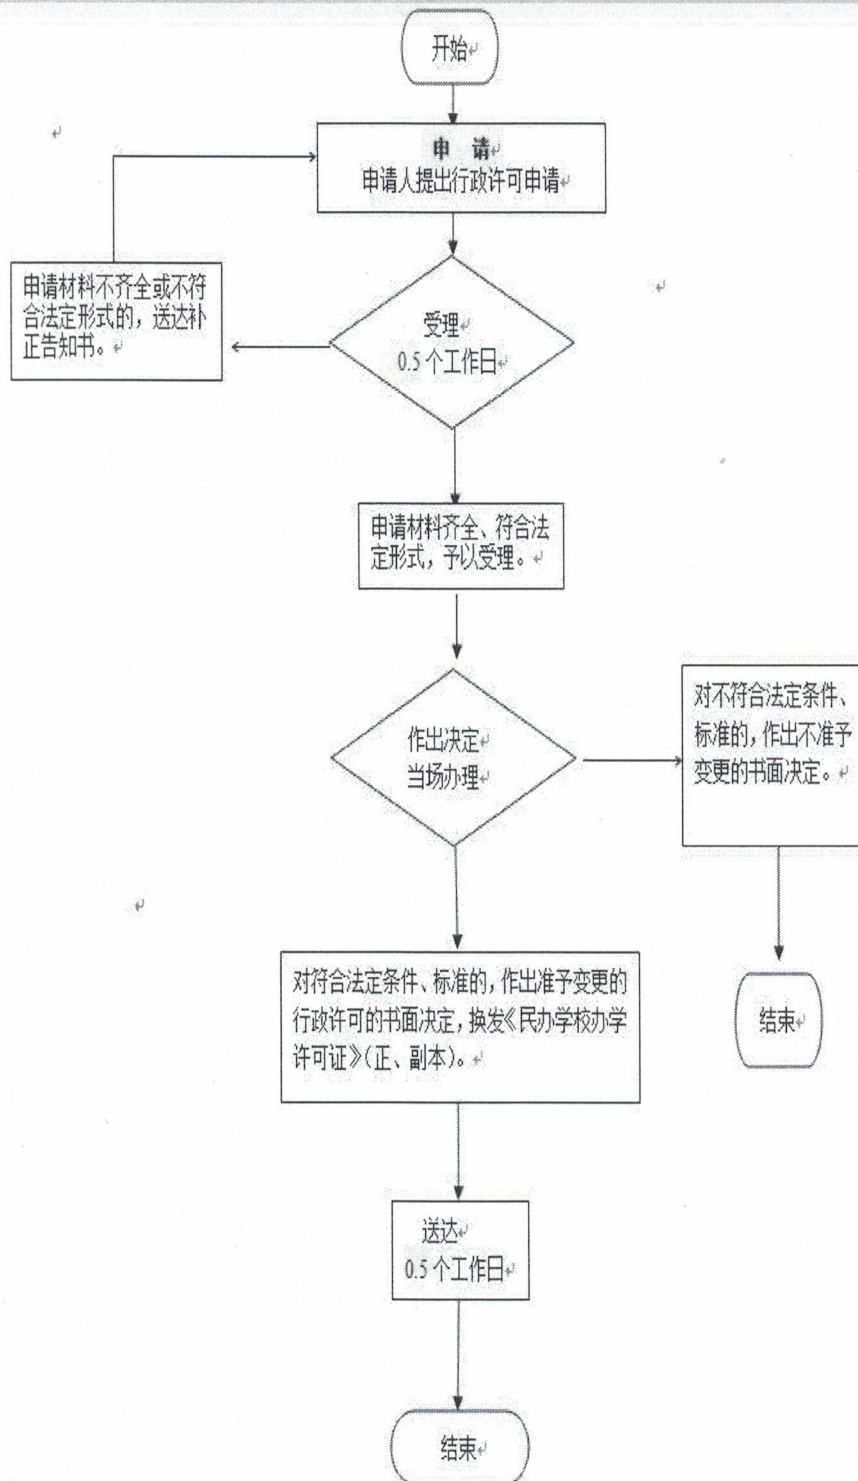 开始
申 请
申请人提出行政许可申请
申请材料不齐全或不符
合法定形式的，送达补
正告知书。
受理
0.5 个工作日
申请材料齐全、符合法
定形式，予以受理。
作出决定
当场办理
对不符合法定条件、
标准的，作出不准予
变更的书面决定。
对符合法定条件、标准的，作出准予变更的
行政许可的书面决定，换发《民办学校办学
许可证》（正、副本）。
结束
送达
0.5 个工作日
结束